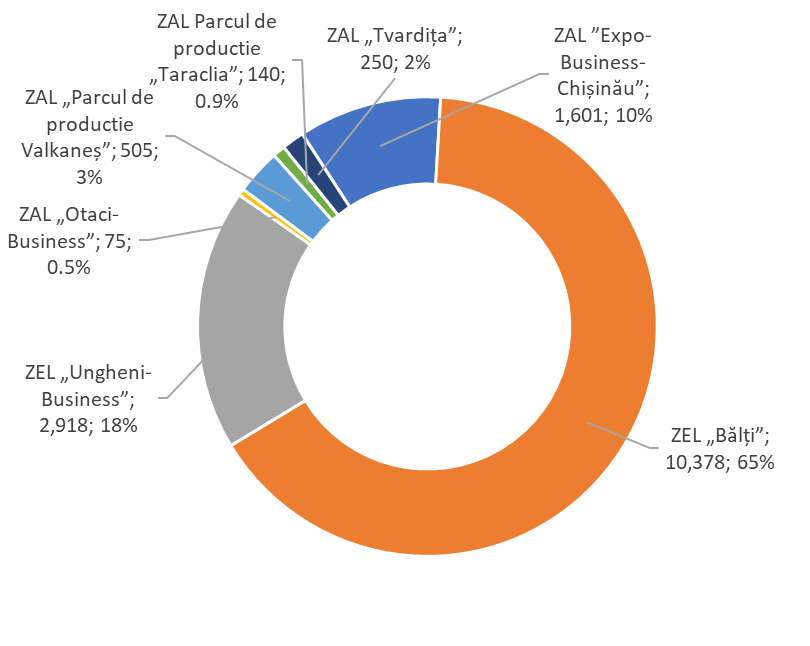 ZAL Parcul de
productie
„Taraclia”; 140;
0.9%
ZAL „Tvardița”;
250; 2%
ZAL ”Expo-
Business-
Chișinău”;
1,601; 10%
ZAL „Parcul de
productie
Valkaneș”; 505;
3%
ZAL „Otaci-
Business”; 75;
0.5%
ZEL „Ungheni-
Business”;
2,918; 18%
ZEL „Bălți”;
10,378; 65%